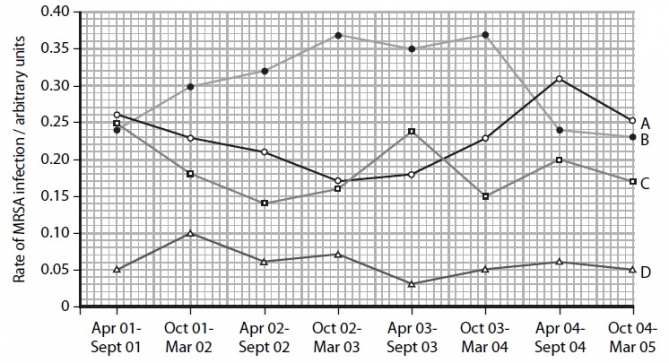 Rate of MRSA infection / arbitrary units
0.40
0.35
0.30
0.25
0.20
0.15
0.10
0.05
0
A
B
C
D
Apr 01- Oct 01- Apr 02- Oct 02- Apr 03- Oct 03- Apr 04- Oct 04-
Sept 01 Mar 02 Sept 02 Mar 03 Sept 03 Mar 04 Sept 04 Mar 05